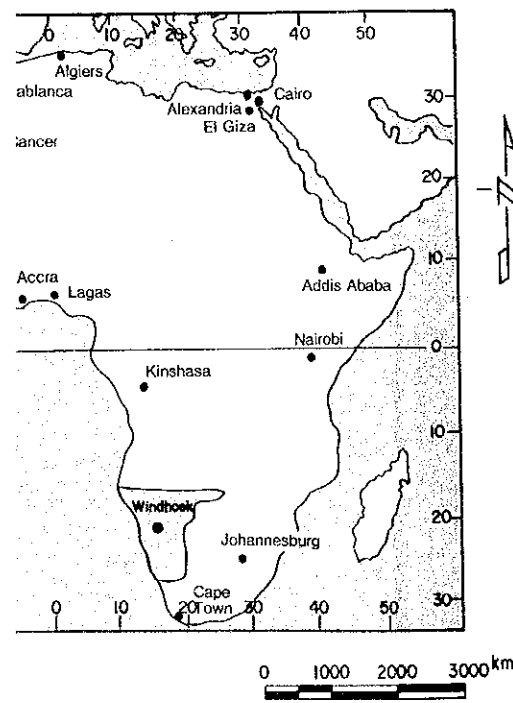 0 10 20 30 40 50
Algiers
ablanca
Alexandria Cairo
El Giza
30
ancer
20
10
Accra Lagas
Addis Ababa
Nairobi
0
Kinshasa
10
Windhoek
20
Johannesburg
Cape
Town
30
0 10 20 30 40 50
0 1000 2000 3000 km